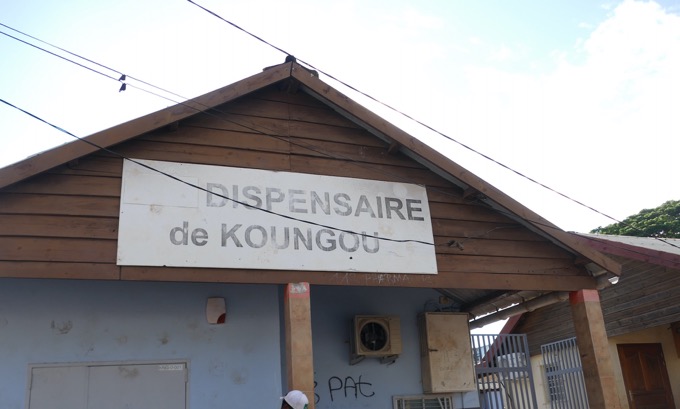 DISPENSAIRE
de KOUNGOU
PAt